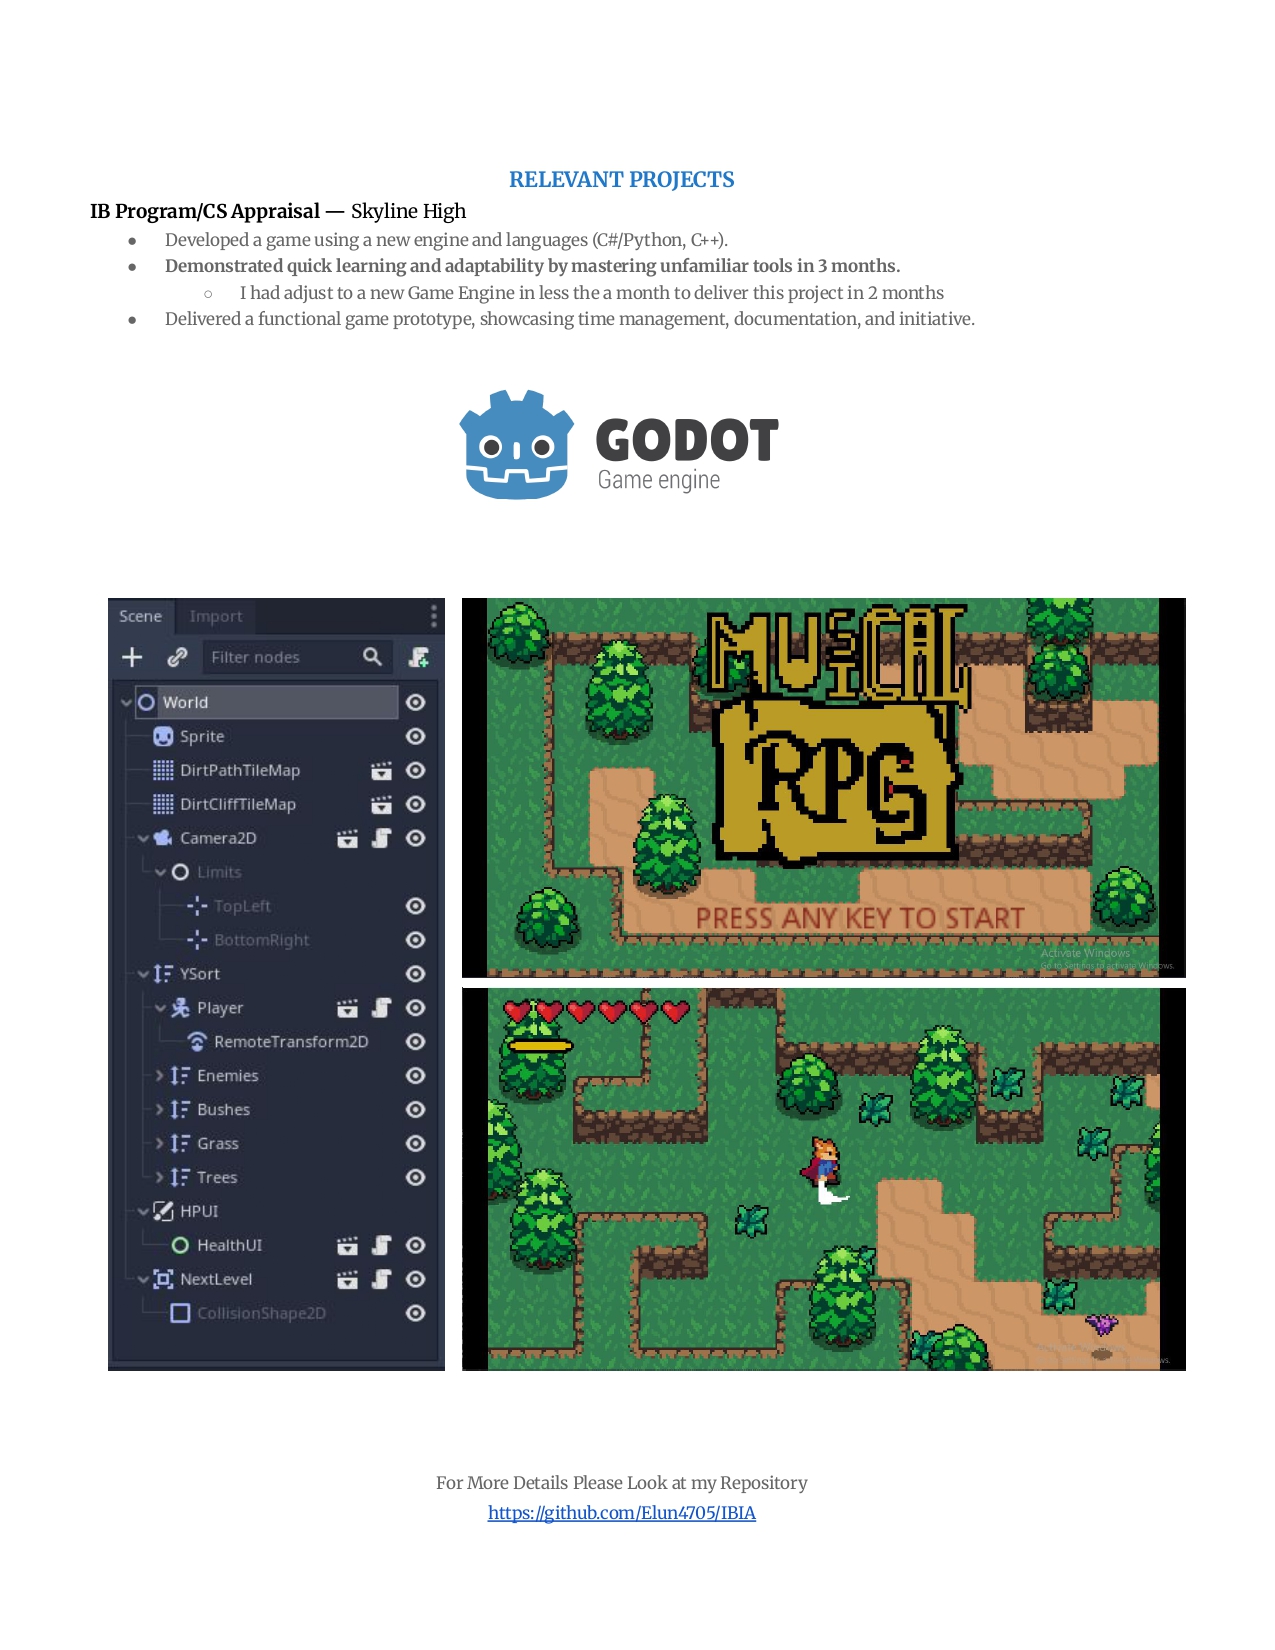 RELEVANT PROJECTS
IB Program/CS Appraisal — Skyline High
● Developed a game using a new engine and languages (C#/Python, C++).
● Demonstrated quick learning and adaptability by mastering unfamiliar tools in 3 months.
○ I had adjust to a new Game Engine in less the a month to deliver this project in 2 months
● Delivered a functional game prototype, showcasing time management, documentation, and initiative.
GODOT
Game engine
Scene Import
Filter nodes
World
Sprite
DirtPathTileMap
DirtCliffTileMap
Camera2D
Limits
TopLeft
BottomRight
YSort
Player
RemoteTransform2D
Enemies
Bushes
Grass
Trees
HPUI
HealthUI
NextLevel
CollisionShape2D
MUSICAL
RPG
PRESS ANY KEY TO START
Activate Windows
Go to Settings to activate Windows.
For More Details Please Look at my Repository
https://github.com/Elun4705/IBIA